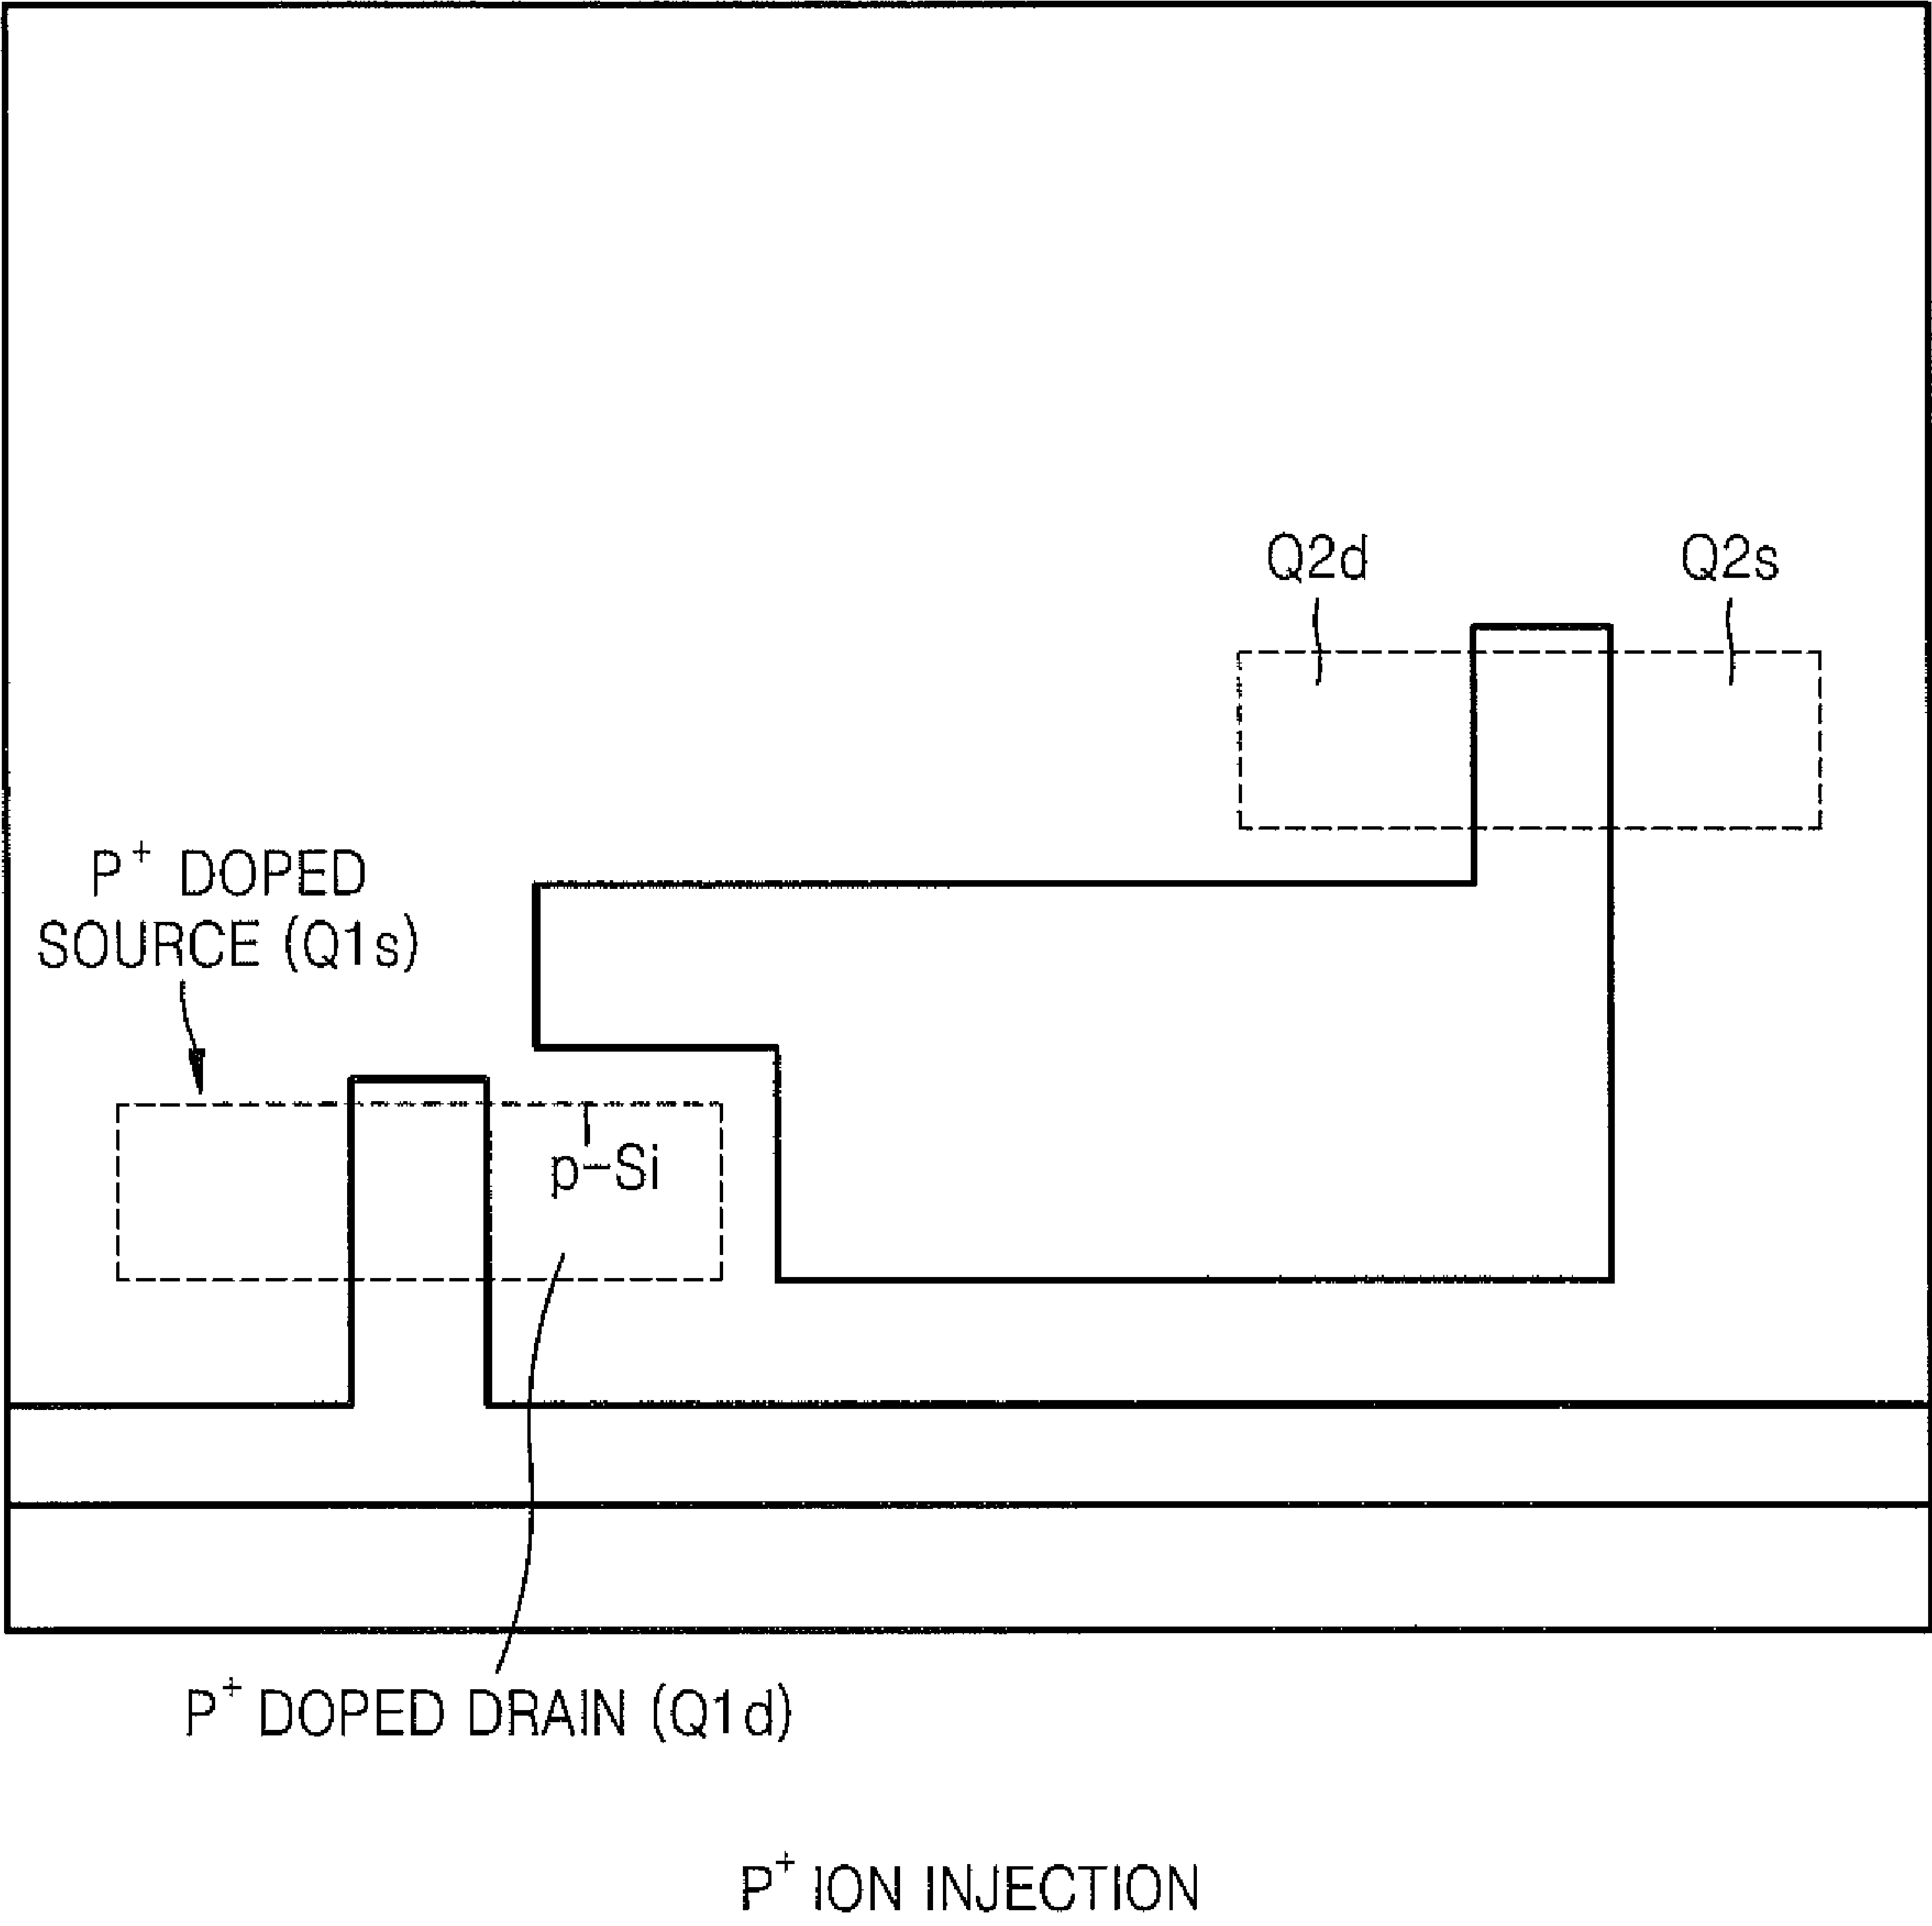 Q2d Q2s
P⁺ DOPED
SOURCE (Q1s)
p-Si
P⁺ DOPED DRAIN (Q1d)
P⁺ ION INJECTION